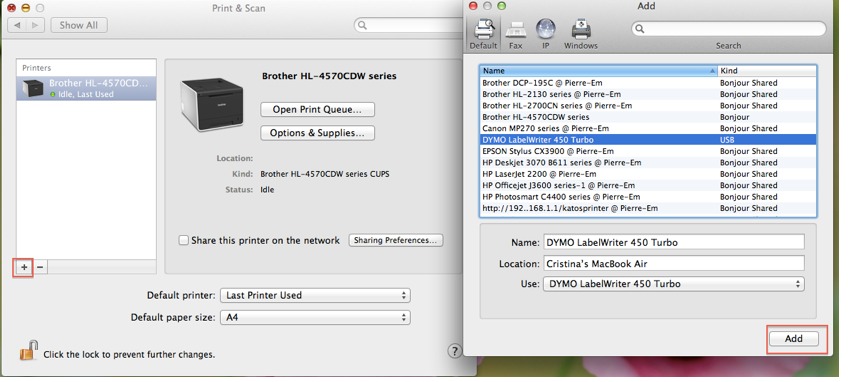 Print & Scan
Show All
Printers
Brother HL-4570CD...
Idle, Last Used
+ −
Brother HL-4570CDW series
Open Print Queue...
Options & Supplies...
Location:
Kind: Brother HL-4570CDW series CUPS
Status: Idle
Share this printer on the network
Sharing Preferences...
Default printer: Last Printer Used
Default paper size: A4
Click the lock to prevent further changes.
?
Add
Default Fax IP Windows Search
Name Kind
Brother DCP-195C @ Pierre-Em Bonjour Shared
Brother HL-2130 series @ Pierre-Em Bonjour Shared
Brother HL-2700CN series @ Pierre-Em Bonjour Shared
Brother HL-4570CDW series Bonjour
Canon MP270 series @ Pierre-Em Bonjour Shared
DYMO LabelWriter 450 Turbo USB
EPSON Stylus CX3900 @ Pierre-Em Bonjour Shared
HP Deskjet 3070 B611 series @ Pierre-Em Bonjour Shared
HP LaserJet 2200 @ Pierre-Em Bonjour Shared
HP Officejet J3600 series-1 @ Pierre-Em Bonjour Shared
HP Photosmart C4400 series @ Pierre-Em Bonjour Shared
http://192..168.1.1/katosprinter @ Pierre-Em Bonjour Shared
Name: DYMO LabelWriter 450 Turbo
Location: Cristina's MacBook Air
Use: DYMO LabelWriter 450 Turbo
Add